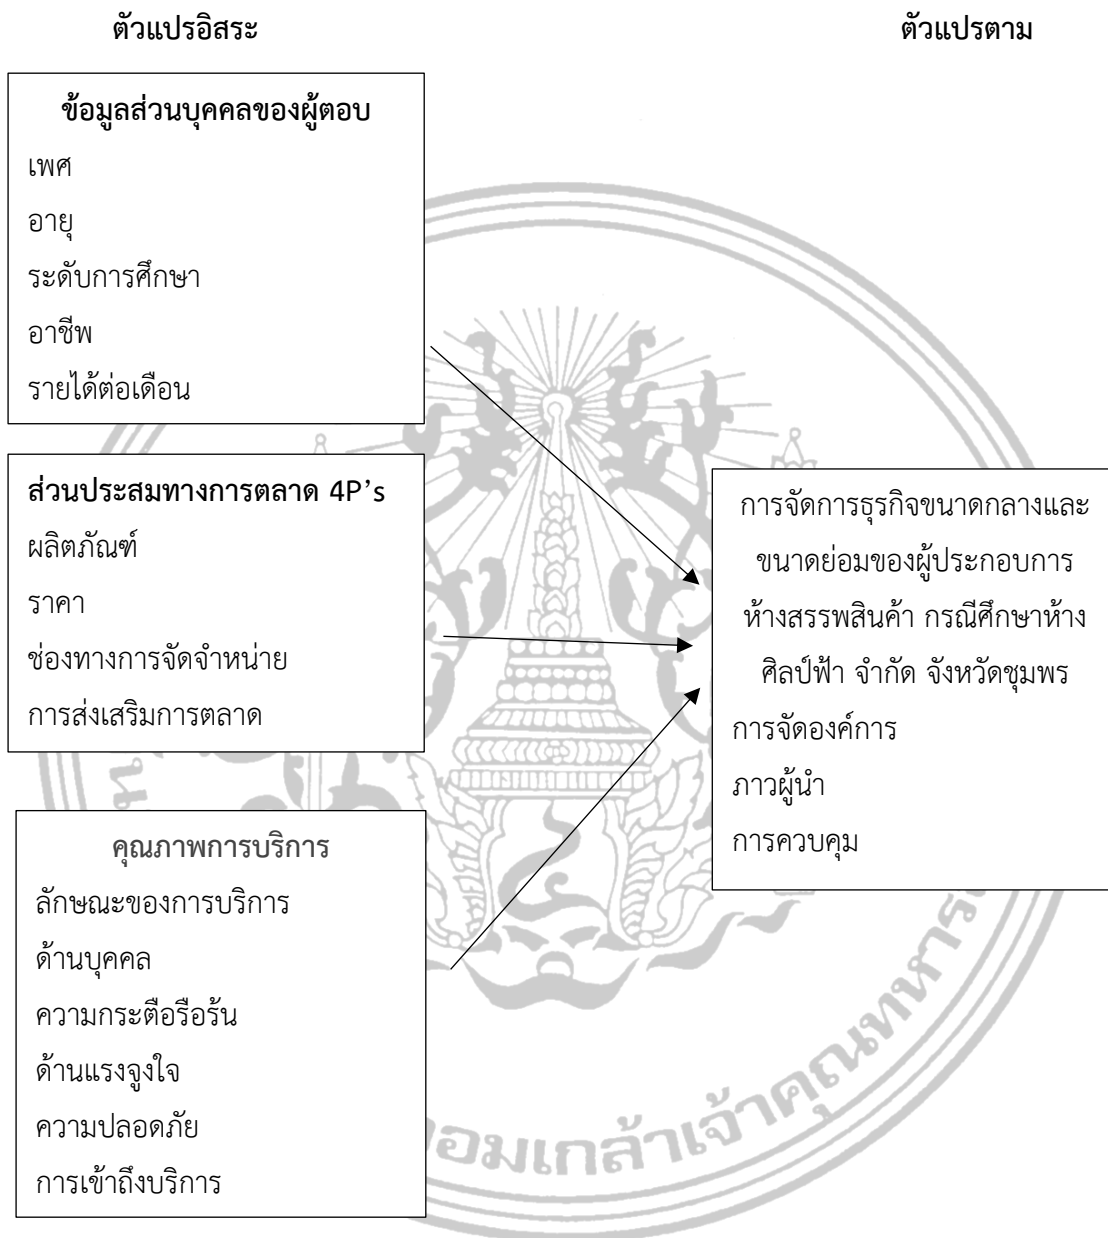 ตัวแปรอิสระ
ตัวแปรตาม
ข้อมูลส่วนบุคคลของผู้ตอบ
เพศ
อายุ
ระดับการศึกษา
อาชีพ
รายได้ต่อเดือน
ส่วนประสมทางการตลาด 4P’s
ผลิตภัณฑ์
ราคา
ช่องทางการจัดจำหน่าย
การส่งเสริมการตลาด
คุณภาพการบริการ
ลักษณะของการบริการ
ด้านบุคคล
ความกระตือรือร้น
ด้านแรงจูงใจ
ความปลอดภัย
การเข้าถึงบริการ
การจัดการธุรกิจขนาดกลางและ
ขนาดย่อมของผู้ประกอบการ
ห้างสรรพสินค้า กรณีศึกษาห้าง
ศิลป์ฟ้า จำกัด จังหวัดชุมพร
การจัดองค์การ
ภาวผู้นำ
การควบคุม
อมเกล้าเจ้าคุณทหาร